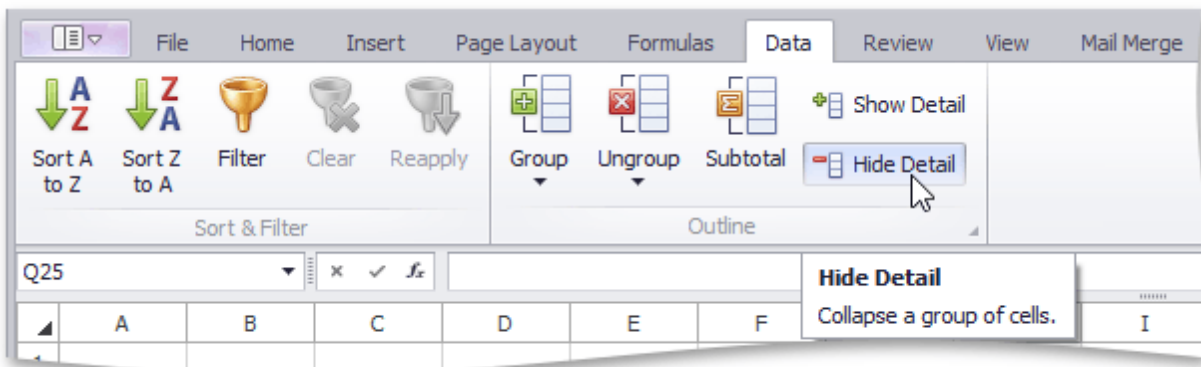 File Home Insert Page Layout Formulas Data Review View Mail Merge
Sort A to Z
Sort Z to A
Filter
Clear
Reapply
Group
Ungroup
Subtotal
Show Detail
Hide Detail
Sort & Filter
Outline
Q25
fx
Hide Detail
Collapse a group of cells.
A B C D E F I